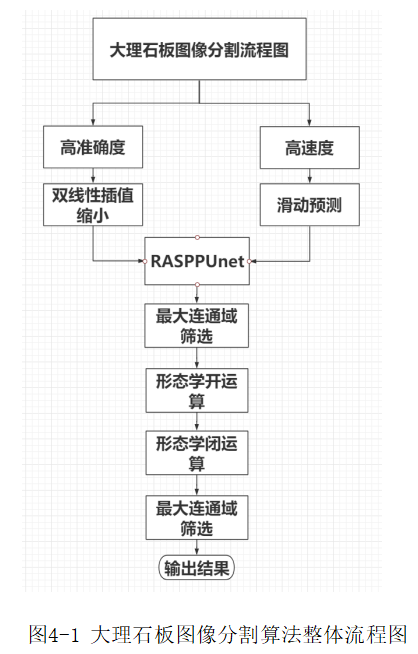 大理石板图像分割流程图
高准确度
高速度
双线性插值
缩小
滑动预测
RASPPUnet
最大连通域
筛选
形态学开运
算
形态学闭运
算
最大连通域
筛选
输出结果
图4-1 大理石板图像分割算法整体流程图